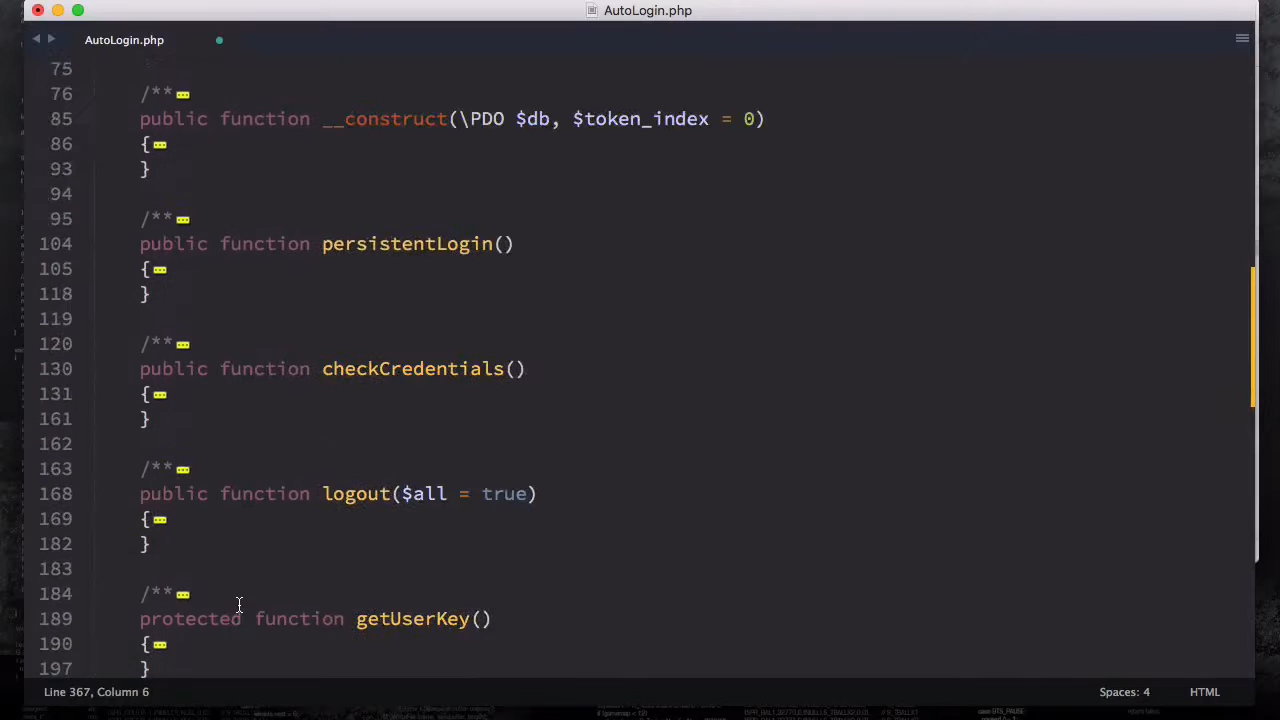 AutoLogin.php
AutoLogin.php
75
76 /**
85 public function __construct(\PDO $db, $token_index = 0)
86 {
93 }
94
95 /**
104 public function persistentLogin()
105 {
118 }
119
120 /**
130 public function checkCredentials()
131 {
161 }
162
163 /**
168 public function logout($all = true)
169 {
182 }
183
184 /**
189 protected function getUserKey()
190 {
197 }
Line 367, Column 6 Spaces: 4 HTML